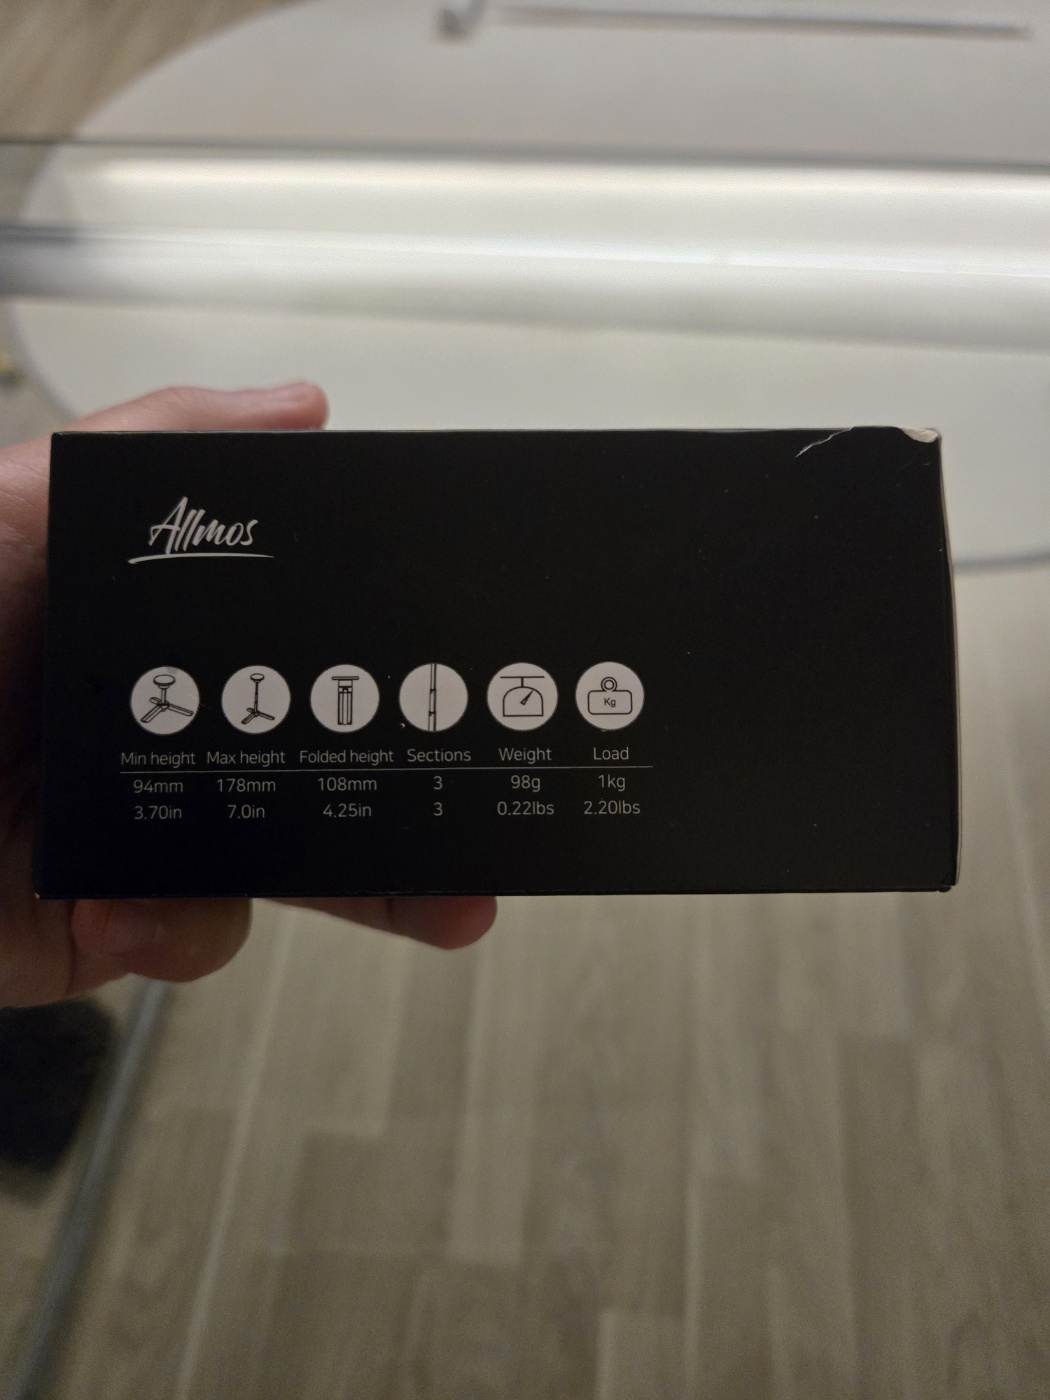 Allmos
Kg
Min height Max height Folded height Sections Weight Load
94mm 178mm 108mm 3 98g 1kg
3.70in 7.0in 4.25in 3 0.22lbs 2.20lbs